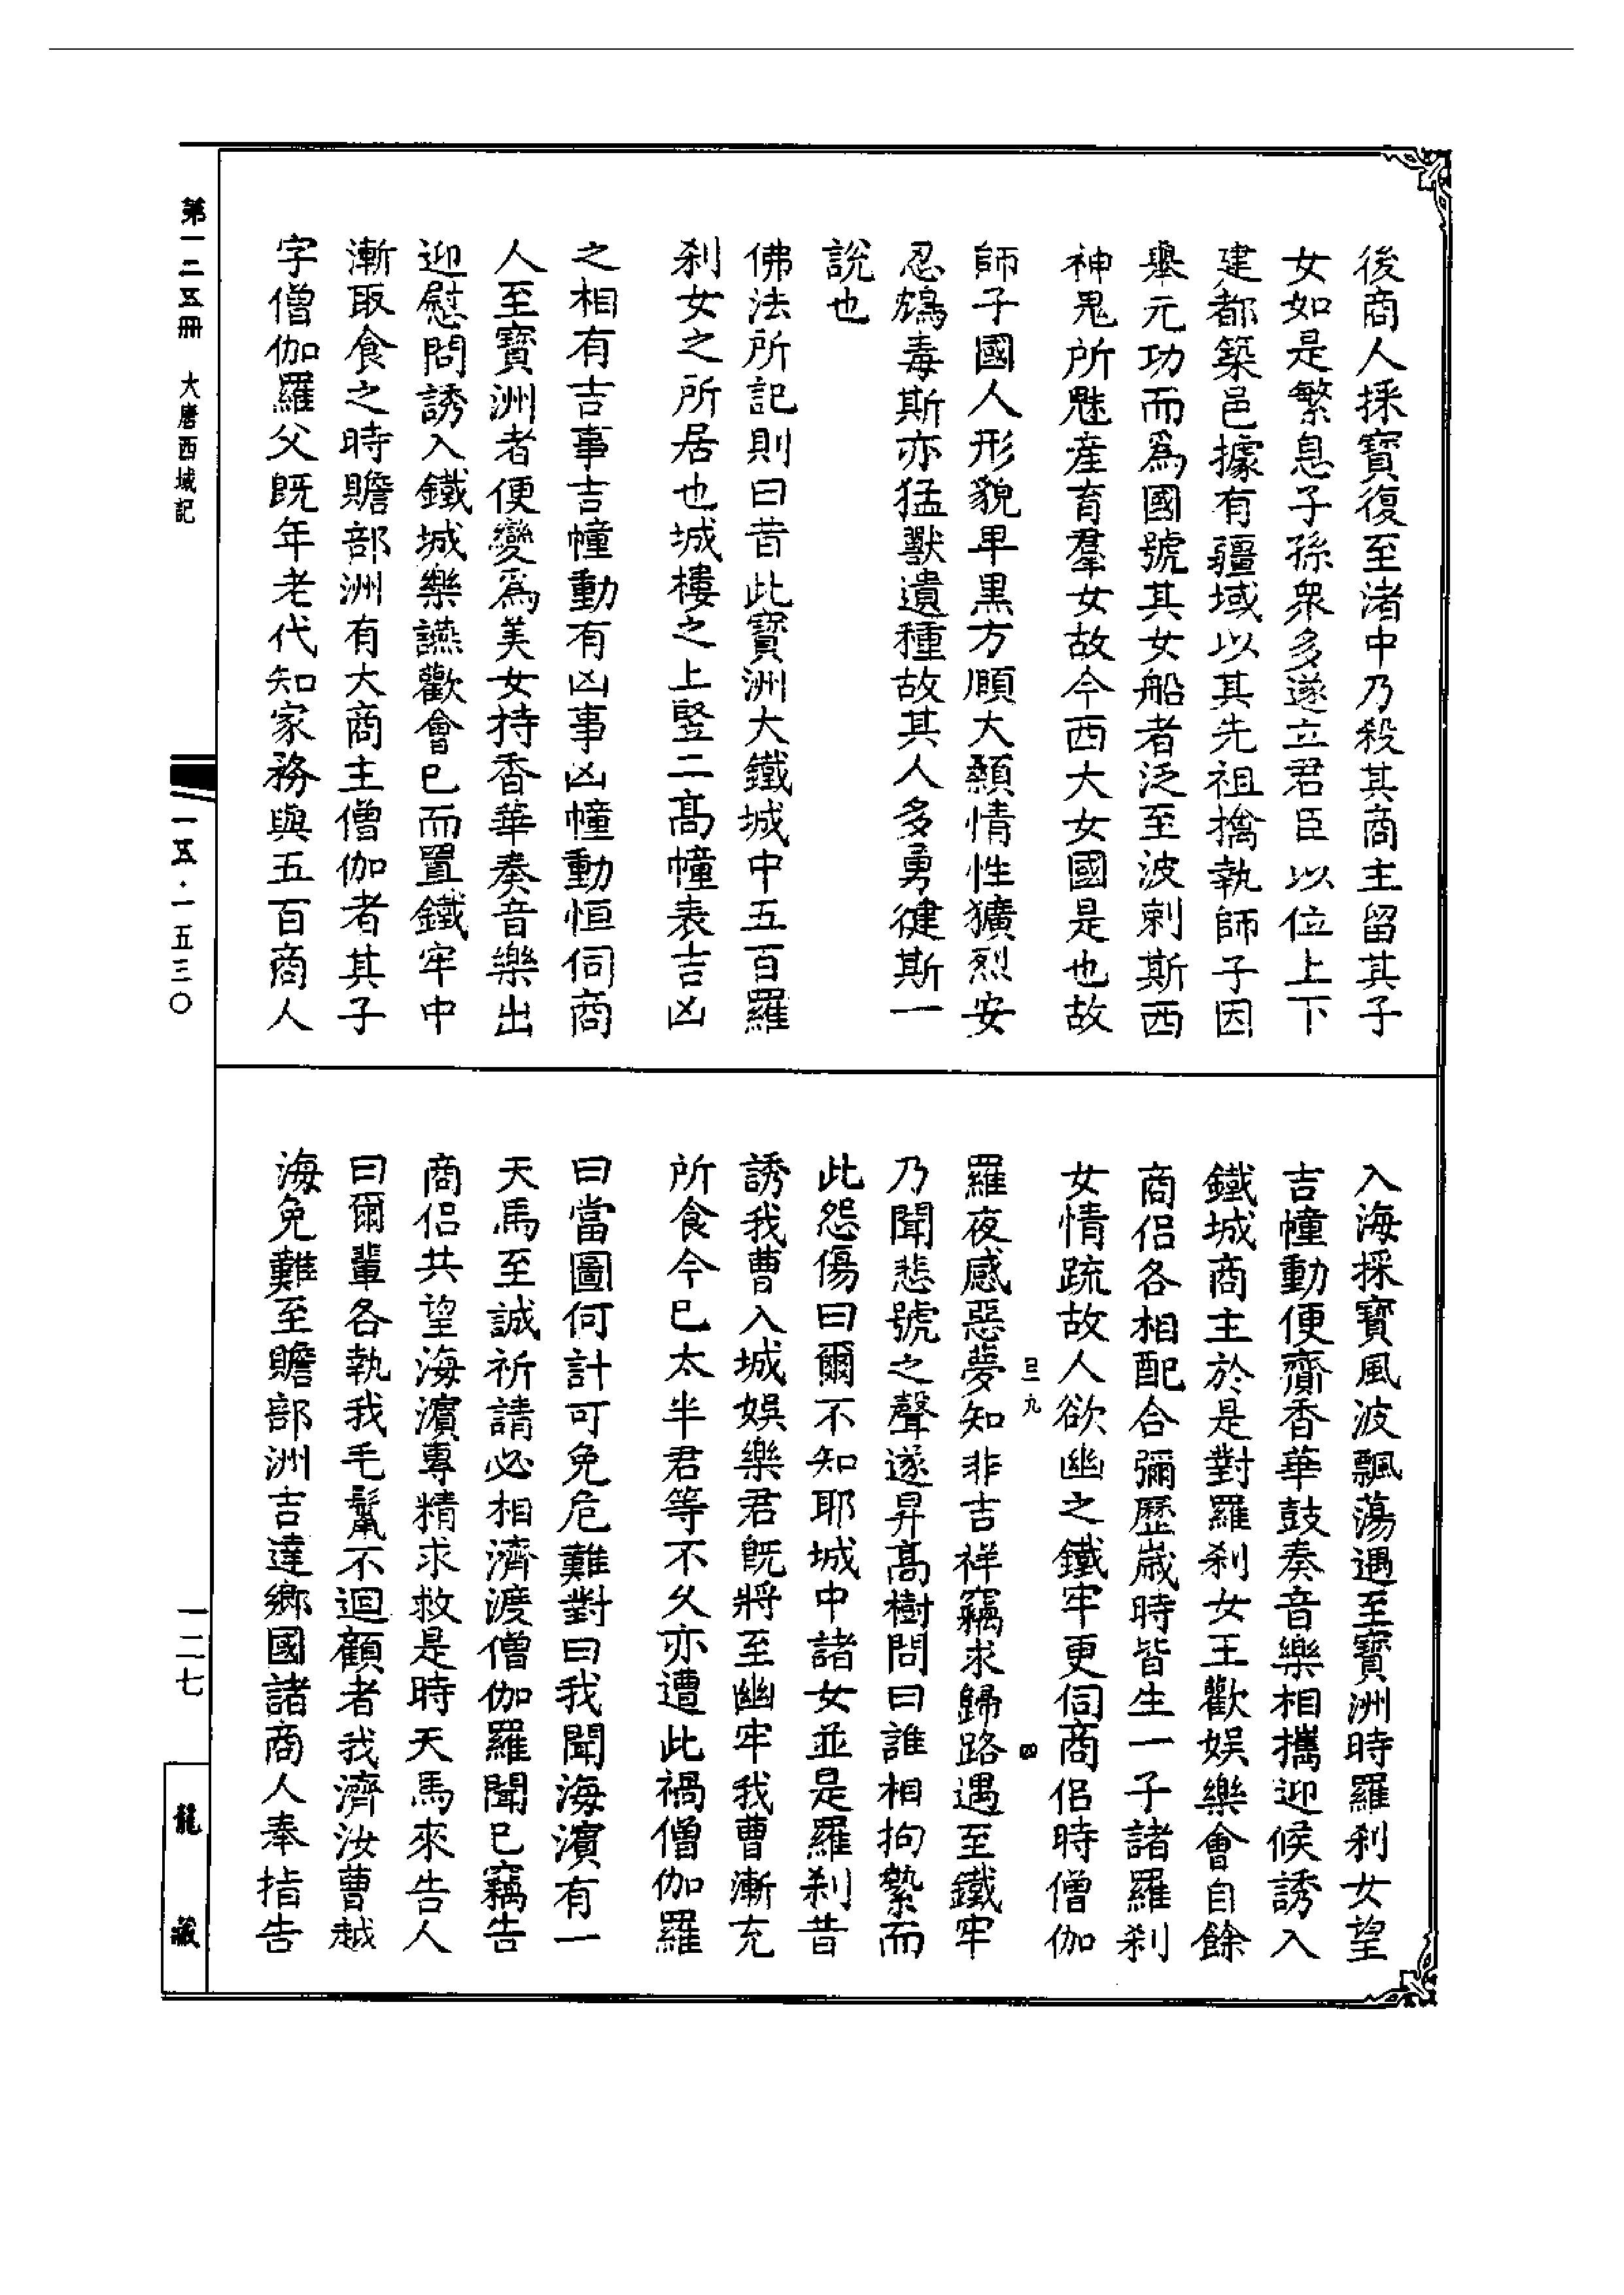 後商人採寶復至渚中乃殺其商主留其子
女如是繁息子孫衆多遂立君臣以位上下
建都築邑據有疆域以其先祖擒執師子因
舉元功而爲國號其女船者泛至波剌斯西
神鬼所魅産育羣女故今西大女國是也故
師子國人形貌卑黒方頤大顙情性獷烈安
忍鴆毒斯亦猛獸遺種故其人多勇健斯一
說也
佛法所記則曰昔此寶洲大鐵城中五百羅
刹女之所居也城樓之上竪二高幢表吉凶
之相有吉事吉幢動有凶事凶幢動恒伺商
人至寶洲者便變爲美女持香華奏音樂出
迎慰問誘入鐵城樂讌歡會已而置鐵牢中
漸取食之時贍部洲有大商主僧伽者其子
字僧伽羅父既年老代知家務與五百商人
入海採寶風波飄蕩遇至寶洲時羅刹女望
吉幢動便齎香華鼓奏音樂相攜迎候誘入
鐵城商主於是對羅刹女王歡娛樂會自餘
商侶各相配合彌歷歲時皆生一子諸羅刹
女情疏故人欲幽之鐵牢更伺商侶時僧伽
羅夜感惡夢知非吉祥竊求歸路遇至鐵牢
乃聞悲號之聲遂昇高樹問曰誰相拘縶而
此怨傷曰爾不知耶城中諸女並是羅刹昔
誘我曹入城娛樂君既將至幽牢我曹漸充
所食今已太半君等不久亦遭此禍僧伽羅
曰當圖何計可免危難對曰我聞海濱有一
天馬至誠祈請必相濟渡僧伽羅聞已竊告
商侶共望海濱專精求救是時天馬來告人
曰爾輩各執我毛鬣不迴顧者我濟汝曹越
海免難至贍部洲吉達鄉國諸商人奉指告
第一二五冊 大唐西域記
一五·一五三〇
一二七
龍藏
九
四